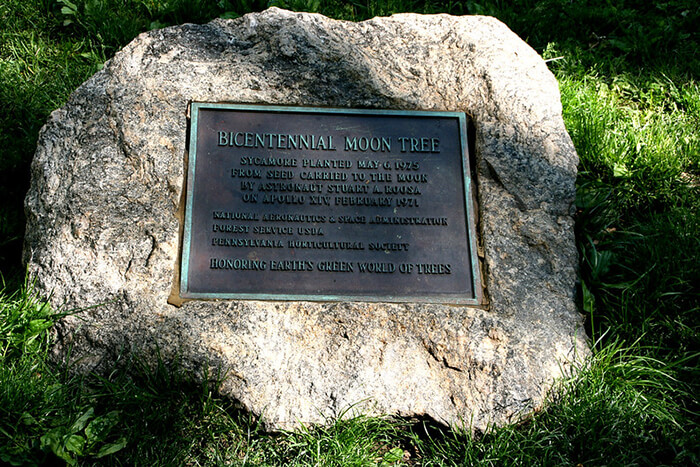 BICENTENNIAL MOON TREE
SYCAMORE PLANTED MAY 6, 1975
FROM SEED CARRIED TO THE MOON
BY ASTRONAUT STUART A. ROOSA
ON APOLLO XIV, FEBRUARY 1971
NATIONAL AERONAUTICS & SPACE ADMINISTRATION
FOREST SERVICE USDA
PENNSYLVANIA HORTICULTURAL SOCIETY
HONORING EARTH'S GREEN WORLD OF TREES